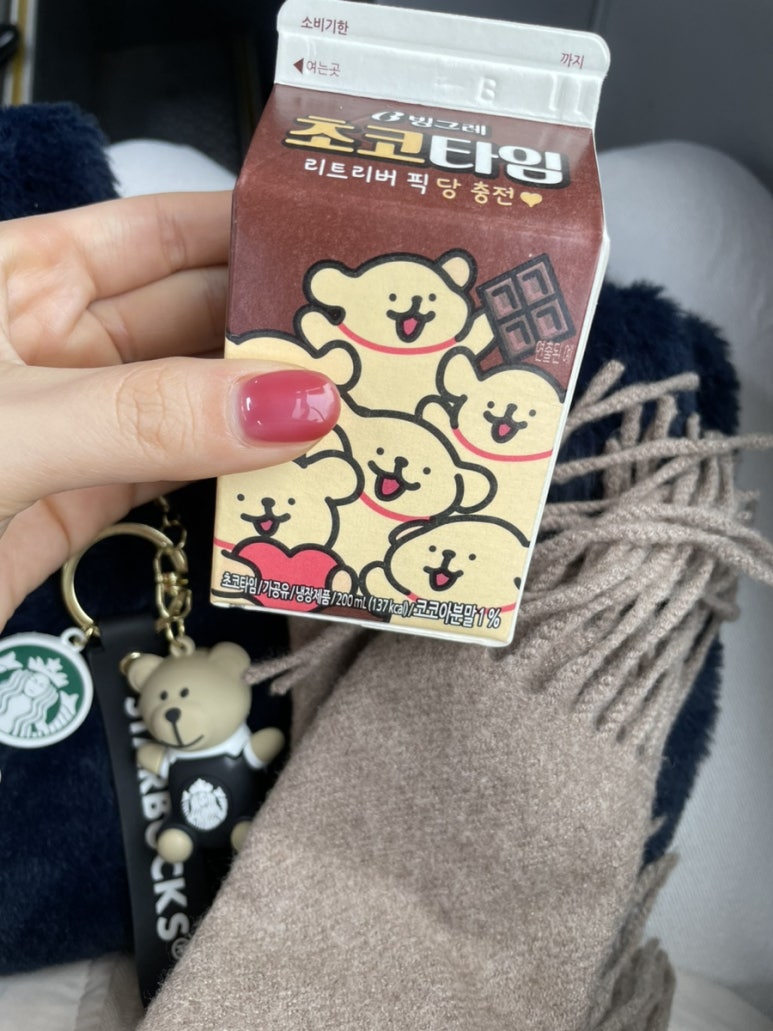 소비기한
까지
여는곳
빙그레
초코타임
리트리버 픽 당 충전
초코타임/가공유/냉장제품/200 mL (137 kcal)/코코아분말 1 %
STARBUCKS